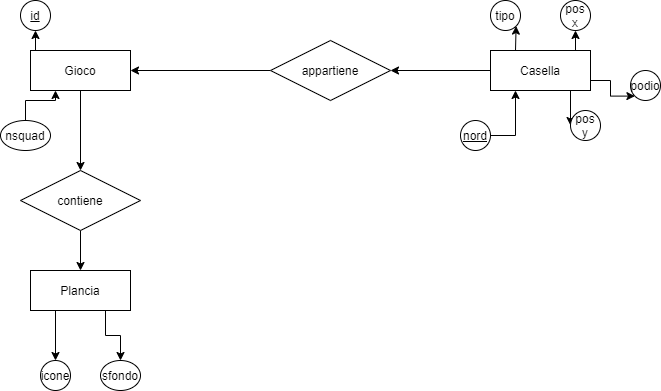 id
tipo
pos
x
Gioco
appartiene
Casella
podio
nsquad
nord
pos
y
contiene
Plancia
icone
sfondo